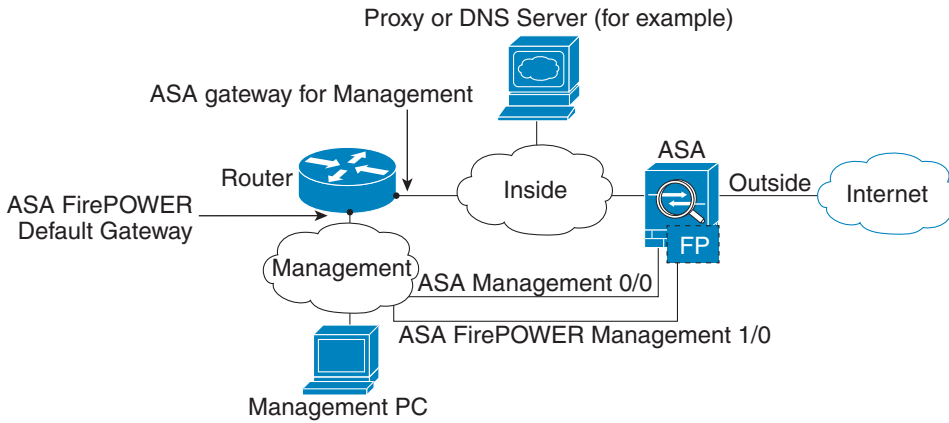 Proxy or DNS Server (for example)
ASA gateway for Management
ASA
Router
Inside
Outside
Internet
ASA FirePOWER
Default Gateway
FP
Management
ASA Management 0/0
ASA FirePOWER Management 1/0
Management PC